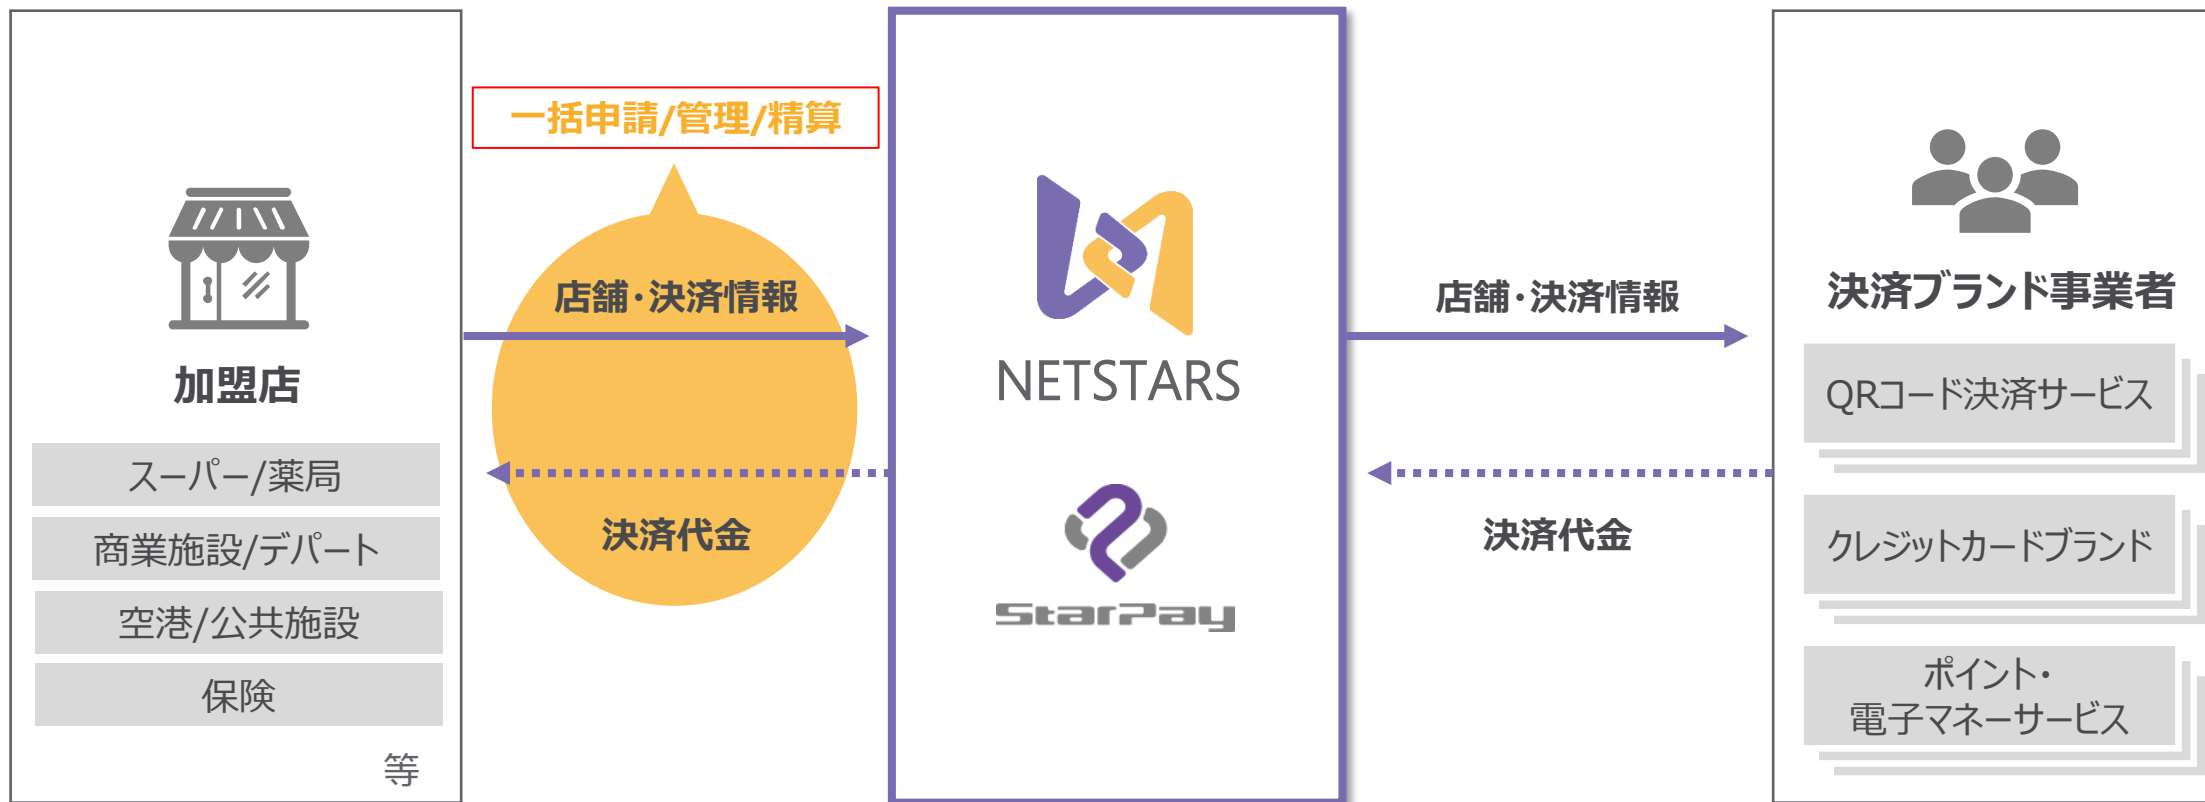 加盟店
スーパー/薬局
商業施設/デパート
空港/公共施設
保険
等
一括申請/管理/精算
店舗・決済情報
決済代金
NETSTARS
StarPay
店舗・決済情報
決済代金
決済ブランド事業者
QRコード決済サービス
クレジットカードブランド
ポイント・
電子マネーサービス